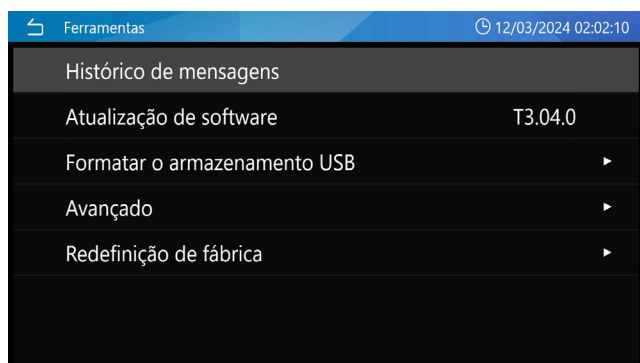 Ferramentas 12/03/2024 02:02:10
Histórico de mensagens
Atualização de software T3.04.0
Formatar o armazenamento USB
Avançado
Redefinição de fábrica